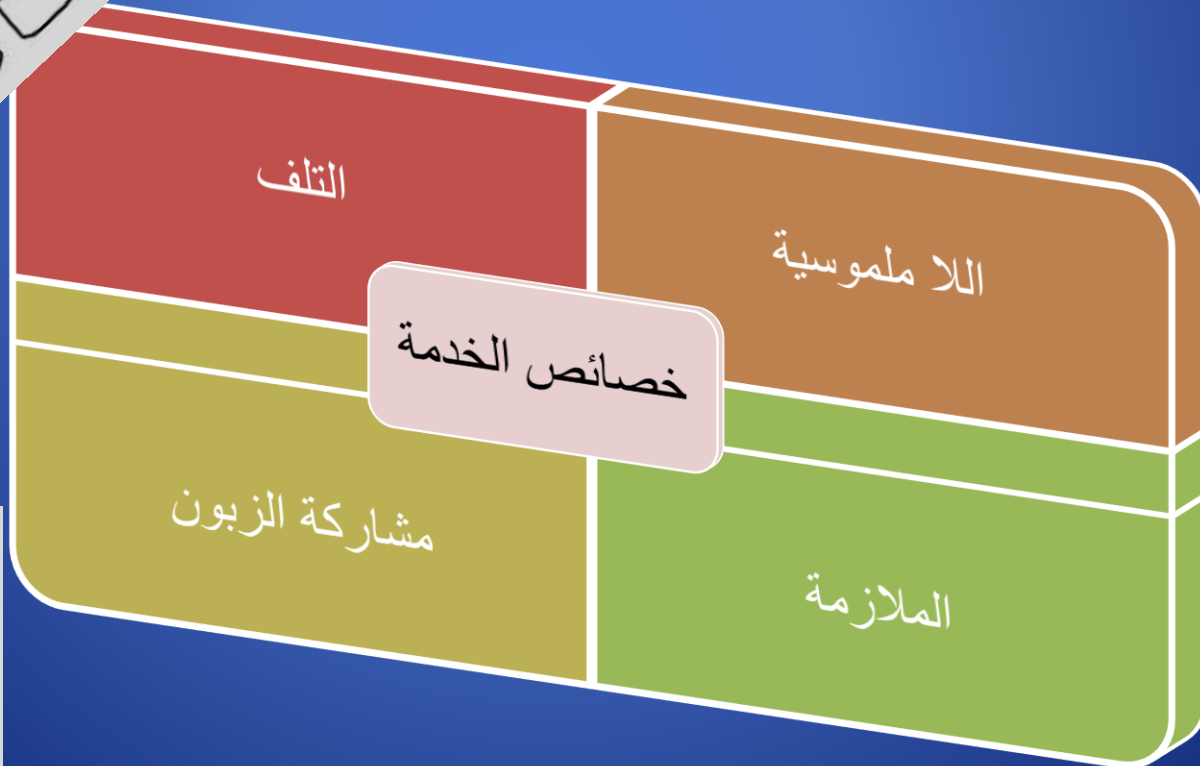 اللا ملموسية
التلف
خصائص الخدمة
الملازمة
مشاركة الزبون